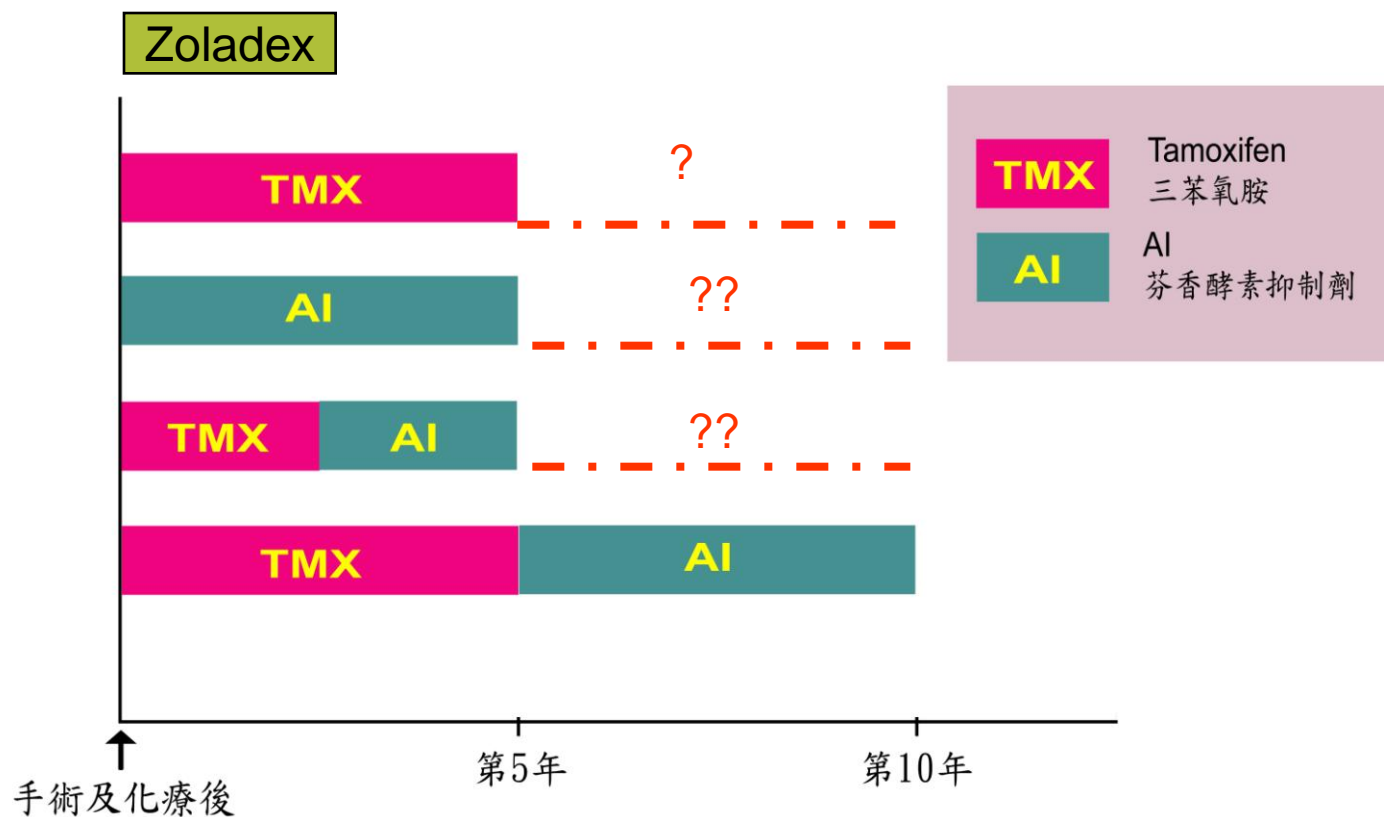 Zoladex
TMX
?
AI
??
TMX AI
??
TMX AI
TMX
Tamoxifen
三苯氧胺
AI
AI
芬香酵素抑制劑
第5年
第10年
手術及化療後